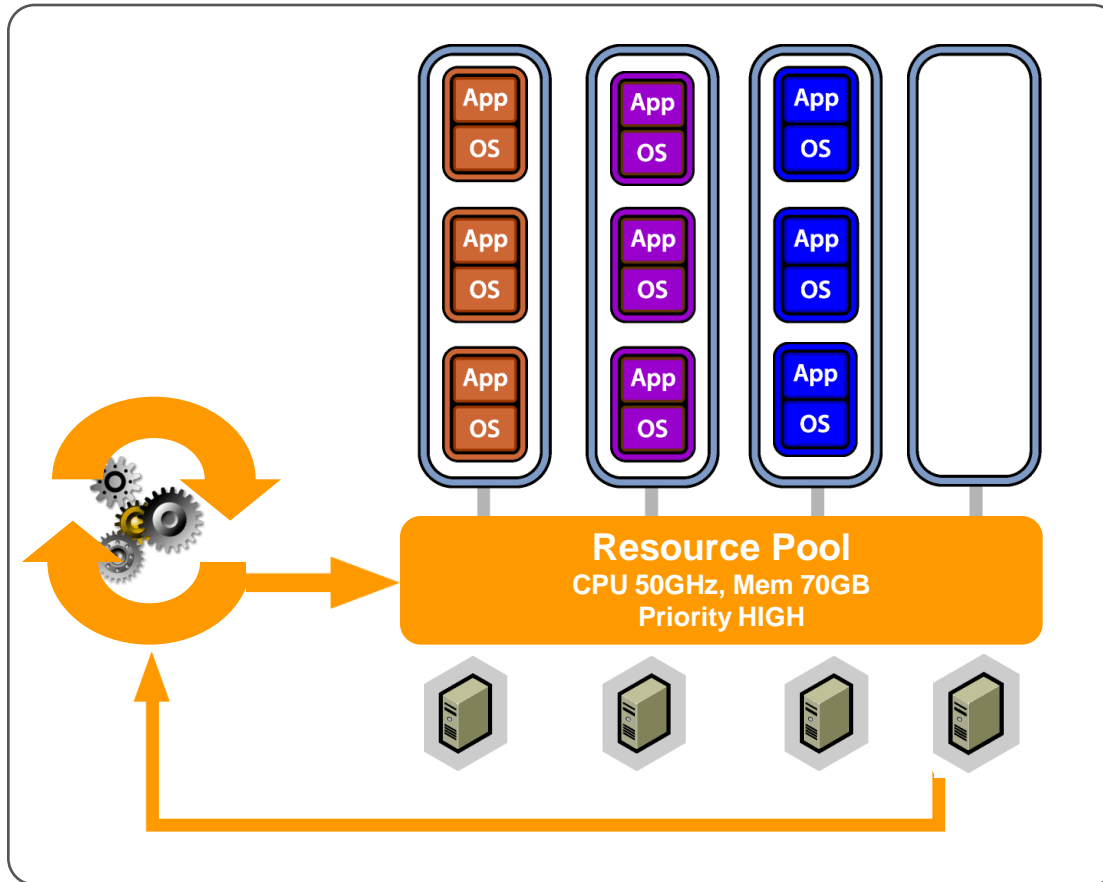 App
OS
App
OS
App
OS
App
OS
App
OS
App
OS
App
OS
App
OS
App
OS
Resource Pool
CPU 50GHz, Mem 70GB
Priority HIGH